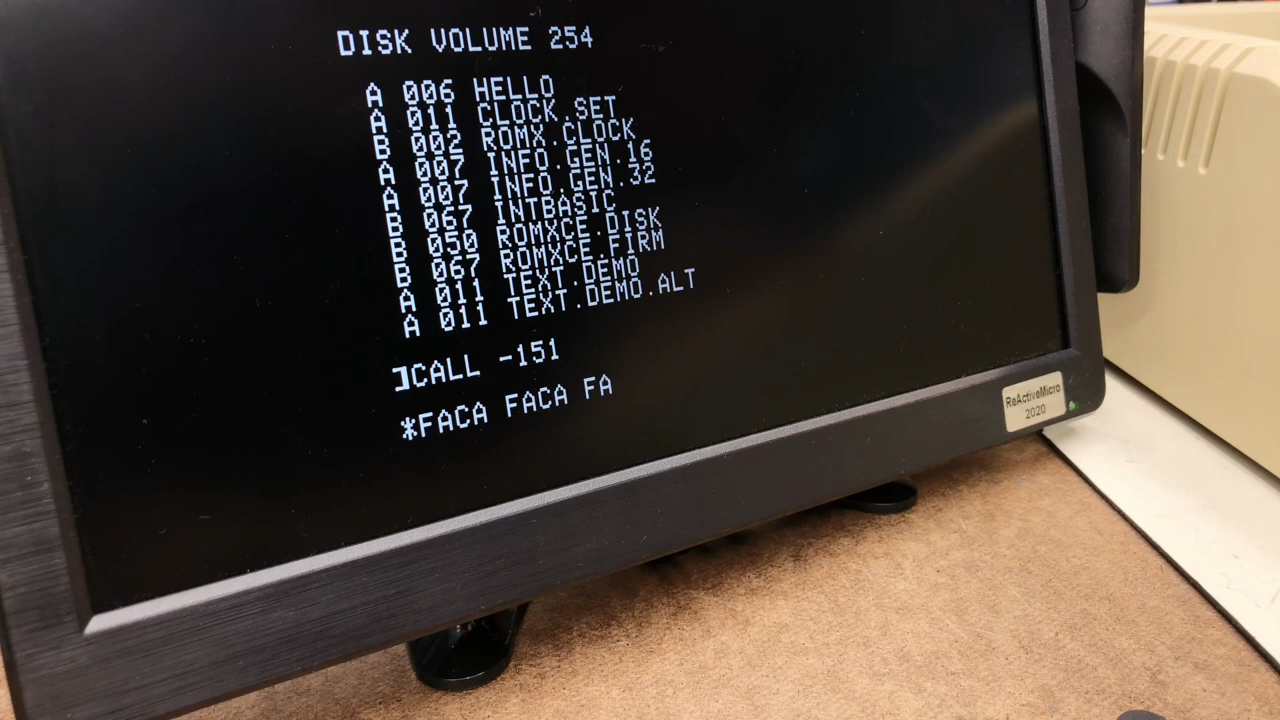 DISK VOLUME 254
A 006 HELLO
A 011 CLOCK.SET
B 002 ROMX.CLOCK
A 007 INFO.GEN.16
A 007 INFO.GEN.32
B 067 INTBASIC
B 050 ROMXCE.DISK
B 067 ROMXCE.FIRM
A 011 TEXT.DEMO
A 011 TEXT.DEMO.ALT
]CALL -151
*FACA FACA FA
ReActiveMicro
2020